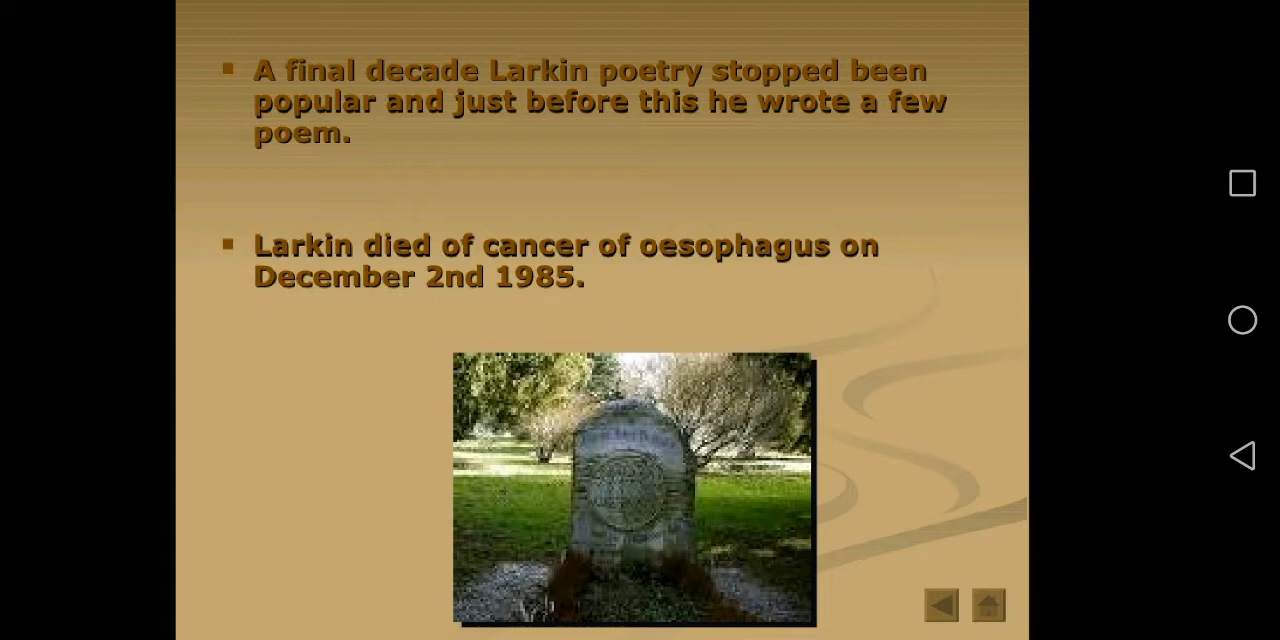 A final decade Larkin poetry stopped been
popular and just before this he wrote a few
poem.
Larkin died of cancer of oesophagus on
December 2nd 1985.